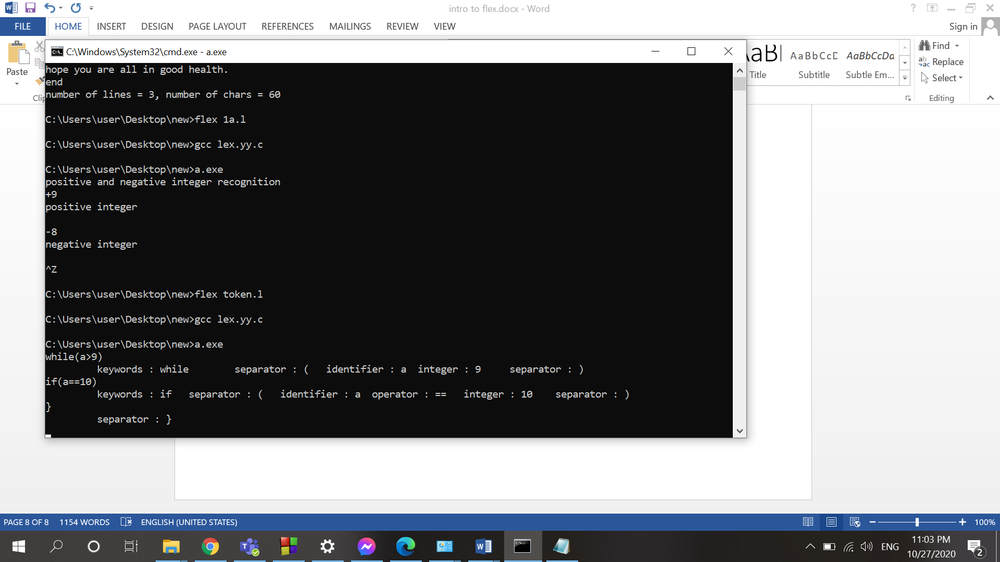 intro to flex.docx - Word
FILE HOME INSERT DESIGN PAGE LAYOUT REFERENCES MAILINGS REVIEW VIEW Sign in
Paste
C:\Windows\System32\cmd.exe - a.exe
AaBbCcD AaBbCcDa
Title Subtitle Subtle Em...
Find
Replace
Select
Editing
hope you are all in good health.
end
number of lines = 3, number of chars = 60
C:\Users\user\Desktop\new>flex 1a.l
C:\Users\user\Desktop\new>gcc lex.yy.c
C:\Users\user\Desktop\new>a.exe
positive and negative integer recognition
+9
positive integer
-8
negative integer
^Z
C:\Users\user\Desktop\new>flex token.l
C:\Users\user\Desktop\new>gcc lex.yy.c
C:\Users\user\Desktop\new>a.exe
while(a>9)
keywords : while separator : ( identifier : a integer : 9 separator : )
if(a==10)
keywords : if separator : ( identifier : a operator : == integer : 10 separator : )
}
separator : }
PAGE 8 OF 8 1154 WORDS ENGLISH (UNITED STATES) 100%
ENG 11:03 PM
10/27/2020 2